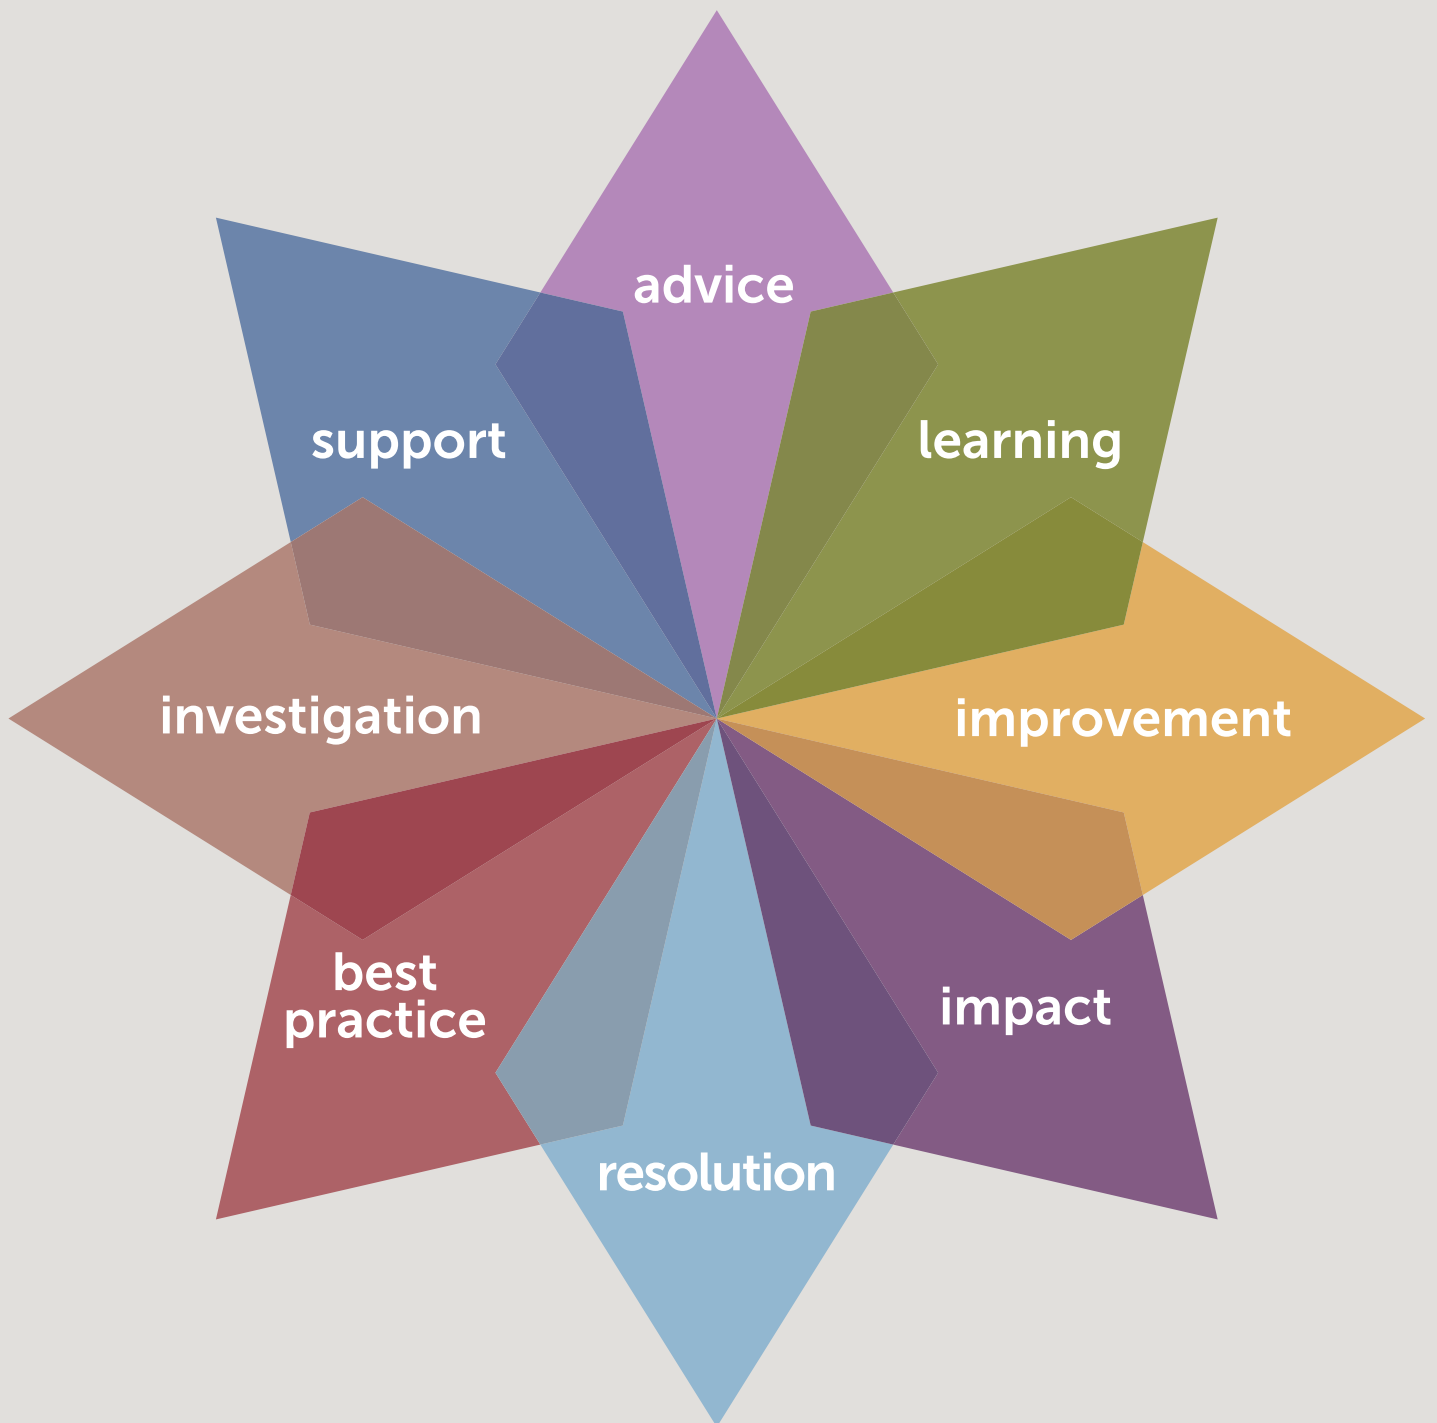 advice
support
learning
investigation
improvement
best
practice
impact
resolution